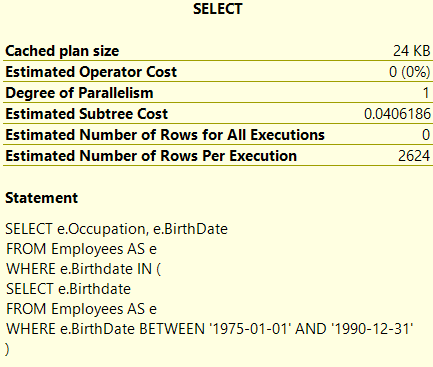 SELECT
Cached plan size 24 KB
Estimated Operator Cost 0 (0%)
Degree of Parallelism 1
Estimated Subtree Cost 0.0406186
Estimated Number of Rows for All Executions 0
Estimated Number of Rows Per Execution 2624
Statement
SELECT e.Occupation, e.BirthDate
FROM Employees AS e
WHERE e.Birthdate IN (
SELECT e.Birthdate
FROM Employees AS e
WHERE e.BirthDate BETWEEN '1975-01-01' AND '1990-12-31'
)